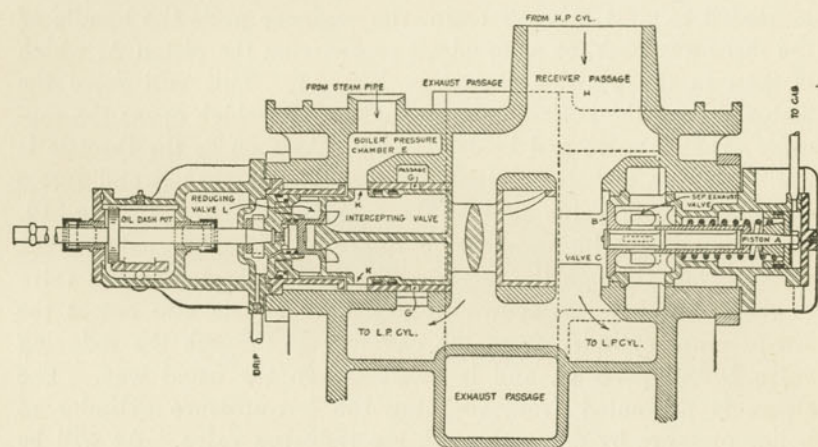 FROM H.P. CYL.
FROM STEAM PIPE
EXHAUST PASSAGE
RECEIVER PASSAGE
H
TO CAB
BOILER PRESSURE
CHAMBER E
PASSAGE
G
REDUCING
VALVE L
K
OIL DASH POT
INTERCEPTING VALVE
SEP. EXHAUST
VALVE
B
PISTON A
VALVE C
K
G
TO L.P. CYL.
TO L.P. CYL.
DRIP
EXHAUST PASSAGE